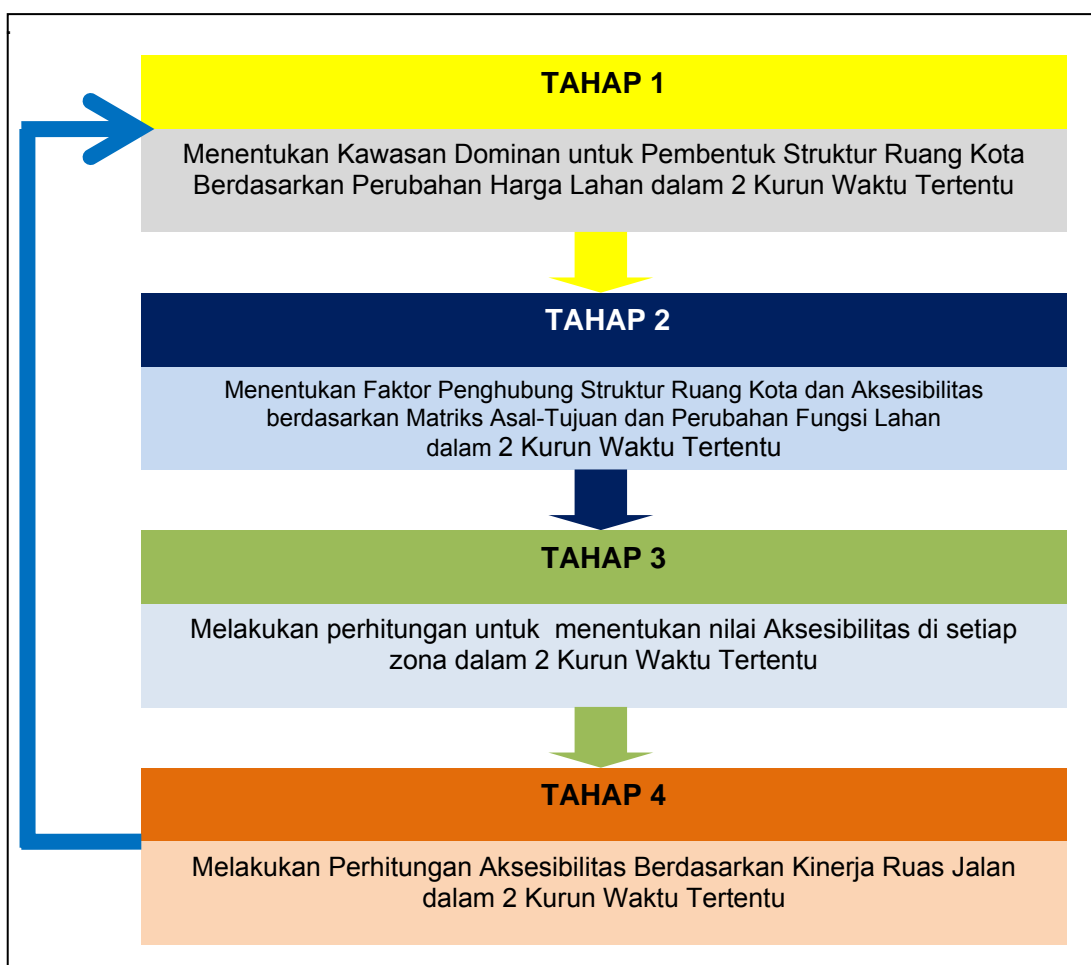 TAHAP 1
Menentukan Kawasan Dominan untuk Pembentuk Struktur Ruang Kota
Berdasarkan Perubahan Harga Lahan dalam 2 Kurun Waktu Tertentu
TAHAP 2
Menentukan Faktor Penghubung Struktur Ruang Kota dan Aksesibilitas
berdasarkan Matriks Asal-Tujuan dan Perubahan Fungsi Lahan
dalam 2 Kurun Waktu Tertentu
TAHAP 3
Melakukan perhitungan untuk menentukan nilai Aksesibilitas di setiap
zona dalam 2 Kurun Waktu Tertentu
TAHAP 4
Melakukan Perhitungan Aksesibilitas Berdasarkan Kinerja Ruas Jalan
dalam 2 Kurun Waktu Tertentu